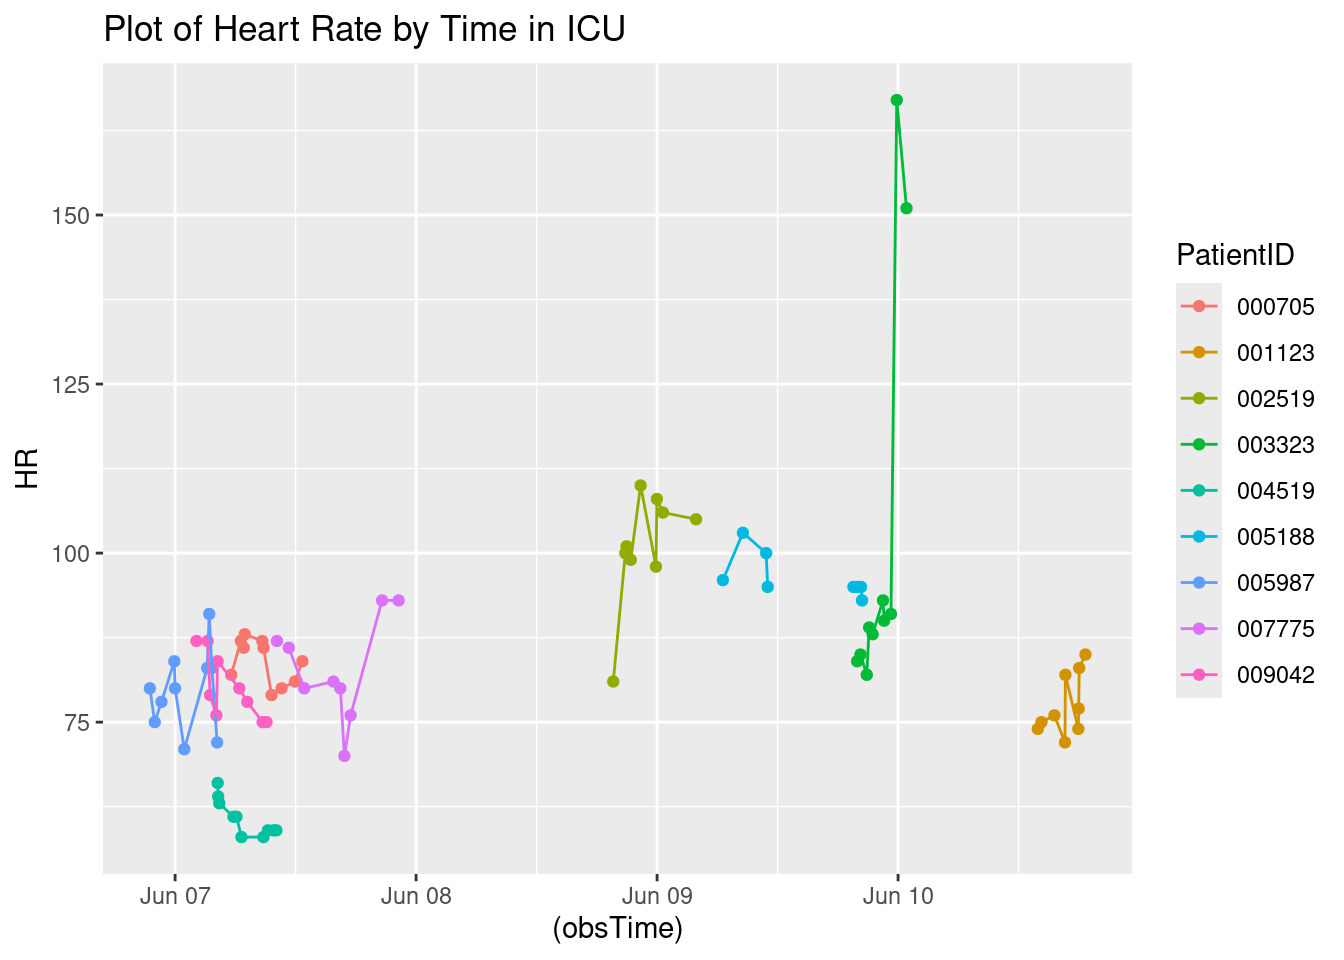 Plot of Heart Rate by Time in ICU
HR
150
125
100
75
Jun 07
Jun 08
Jun 09
Jun 10
(obsTime)
PatientID
000705
001123
002519
003323
004519
005188
005987
007775
009042